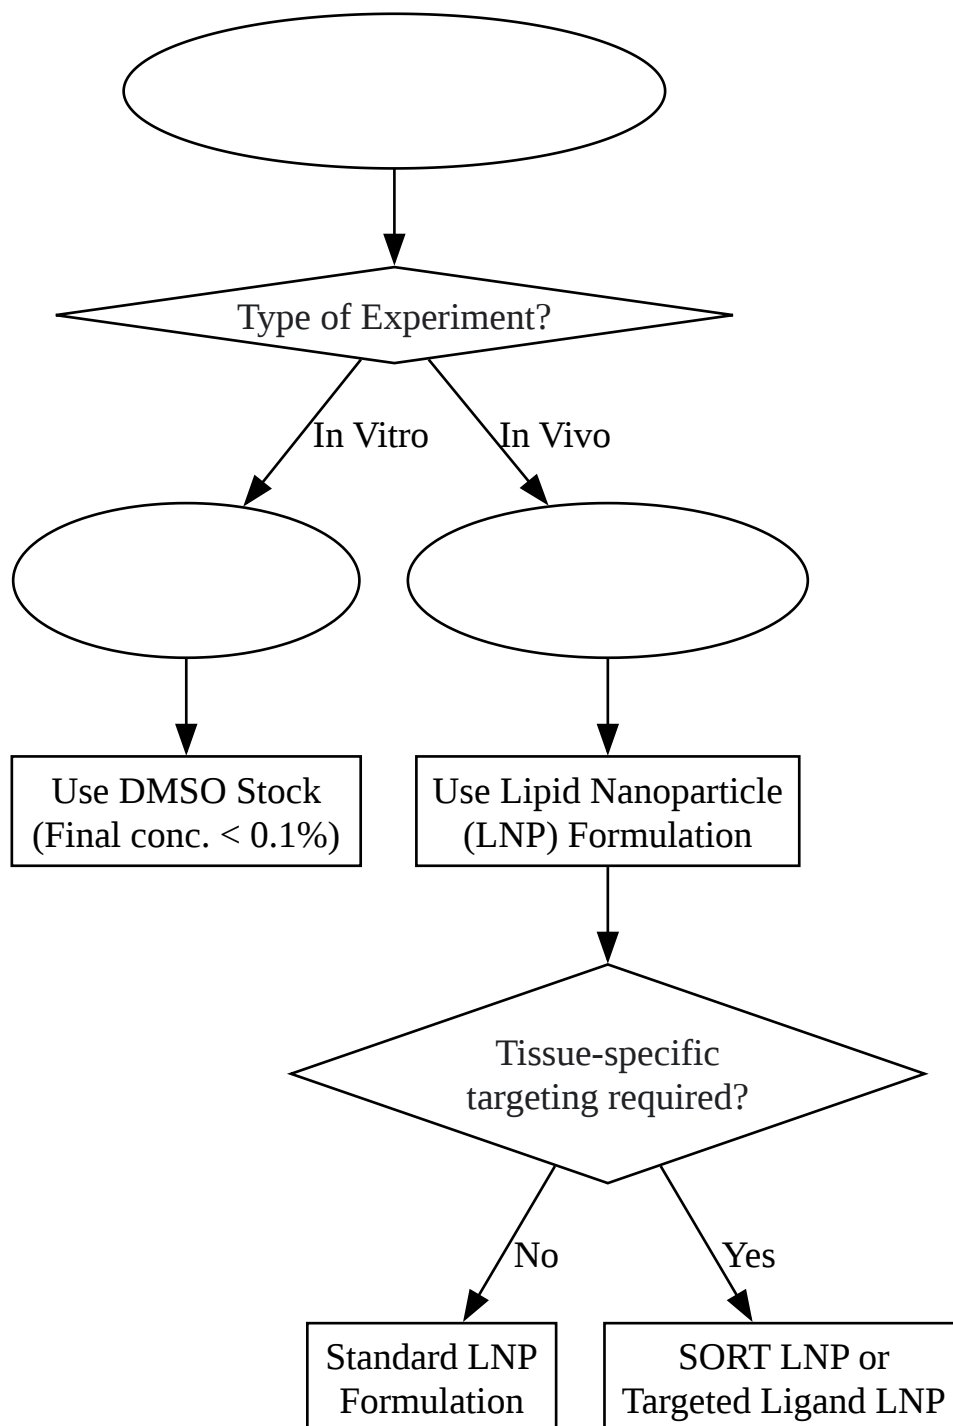 Type of Experiment?
In Vitro
In Vivo
Use DMSO Stock
(Final conc. < 0.1%)
Use Lipid Nanoparticle
(LNP) Formulation
Tissue-specific
targeting required?
No
Yes
Standard LNP
Formulation
SORT LNP or
Targeted Ligand LNP